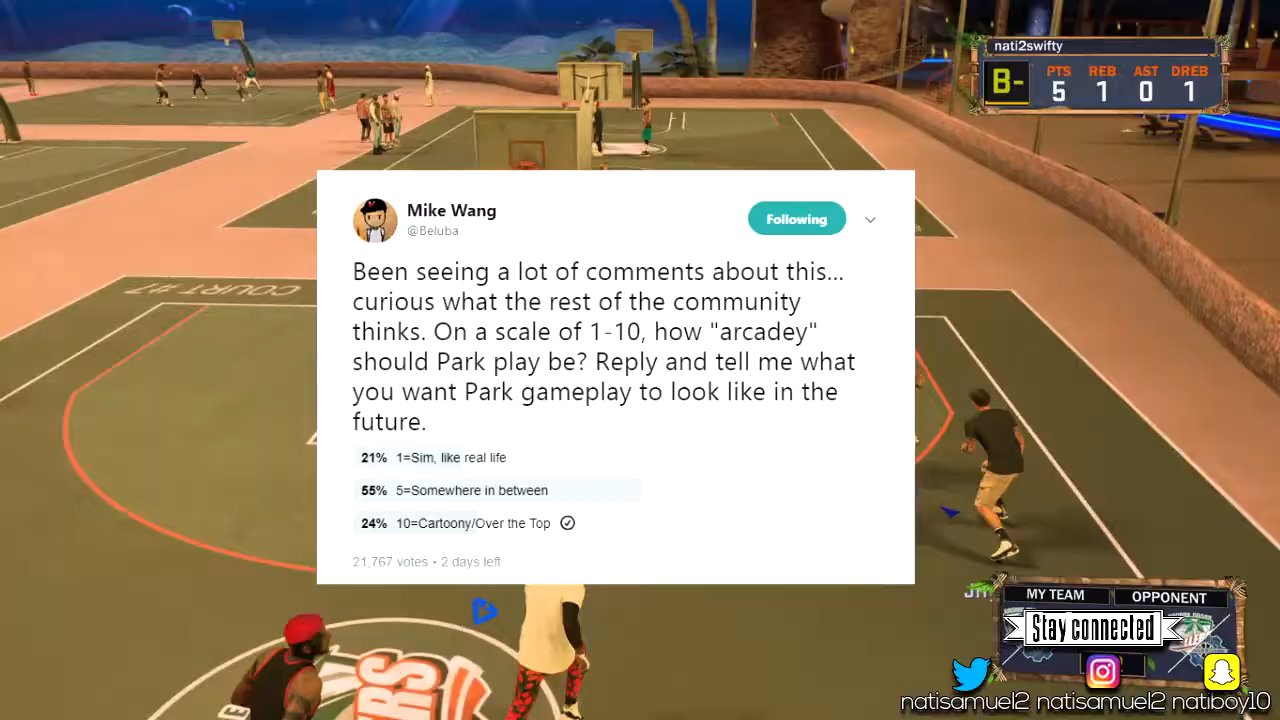 nati2swifty
B-
PTS REB AST DREB
5 1 0 1
COURT #7
Mike Wang
@Beluba
Following
Been seeing a lot of comments about this...
curious what the rest of the community
thinks. On a scale of 1-10, how "arcadey"
should Park play be? Reply and tell me what
you want Park gameplay to look like in the
future.
21% 1=Sim, like real life
55% 5=Somewhere in between
24% 10=Cartoony/Over the Top
21,767 votes • 2 days left
MY TEAM OPPONENT
Stay connected
natisamuel2 natisamuel2 natiboy10